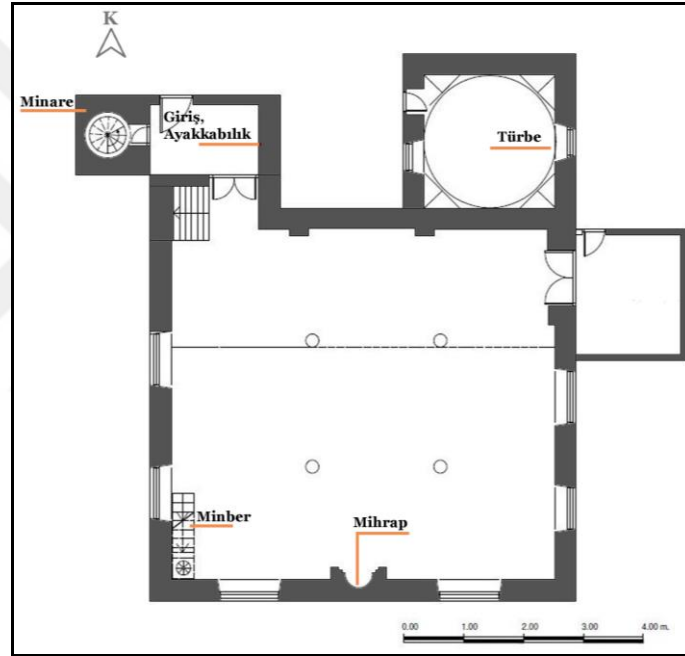 K
Minare
Giriş,
Ayakkabılık
Türbe
Minber
Mihrap
0.00 1.00 2.00 3.00 4.00 m.